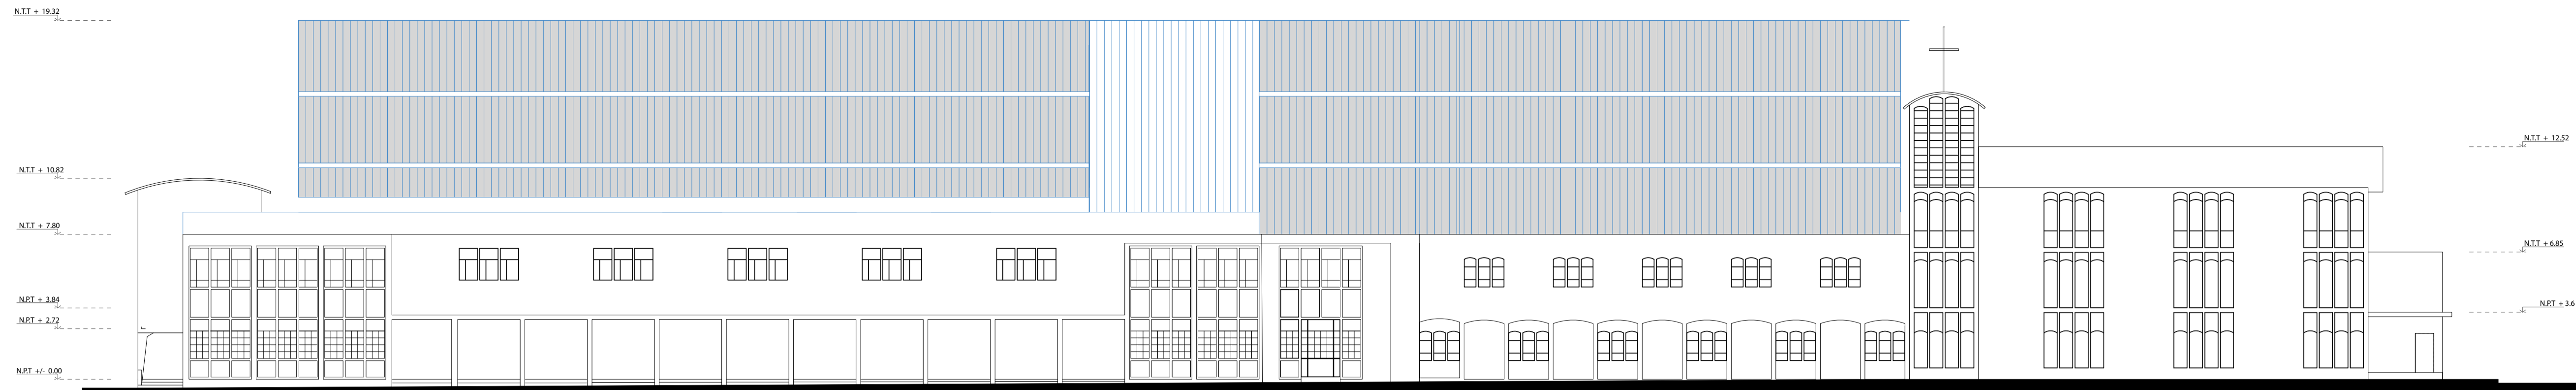 N.T.T + 19.32
N.T.T + 12.52
N.T.T + 10.82
N.T.T + 7.80
N.T.T + 6.85
N.P.T + 3.84
N.P.T + 3.6
N.P.T + 2.72
N.P.T +/- 0.00